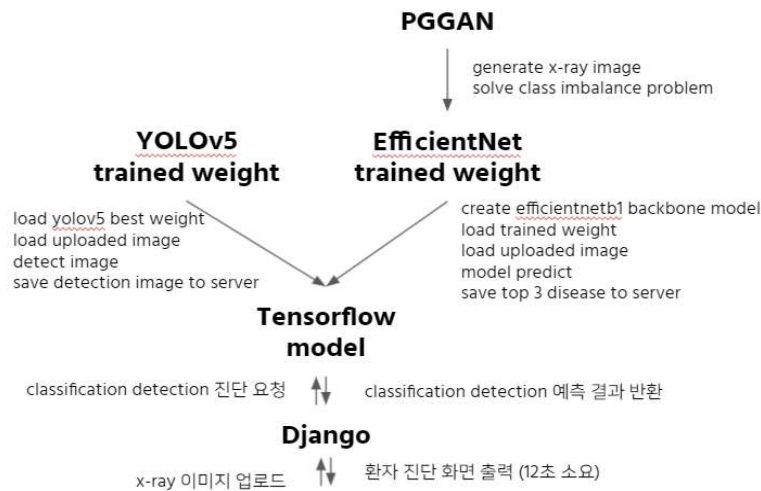 PGGAN
generate x-ray image
solve class imbalance problem
YOLOv5
trained weight
EfficientNet
trained weight
load yolov5 best weight
load uploaded image
detect image
save detection image to server
create efficientnetb1 backbone model
load trained weight
load uploaded image
model predict
save top 3 disease to server
Tensorflow
model
classification detection 진단 요청
classification detection 예측 결과 반환
Django
x-ray 이미지 업로드
환자 진단 화면 출력 (12초 소요)